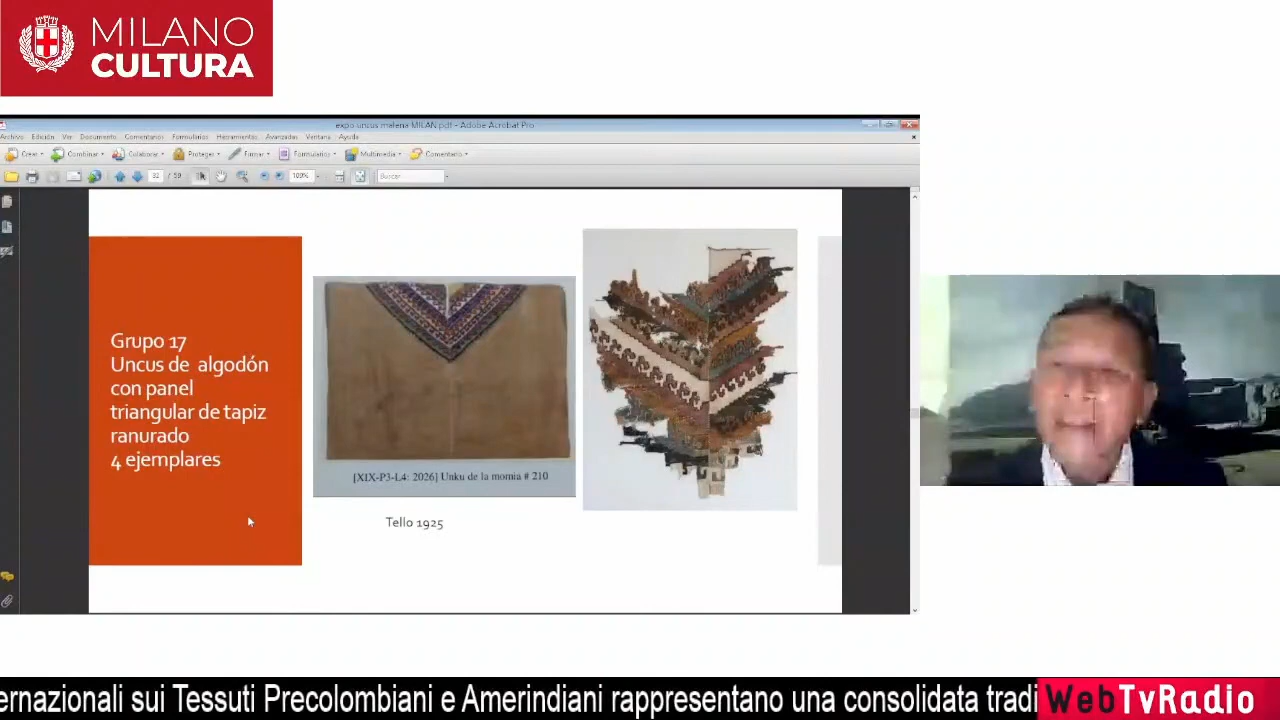 MILANO
CULTURA
expo uncus malena MILAN.pdf - Adobe Acrobat Pro
Archivo Edición Ver Documento Comentarios Formularios Herramientas Avanzadas Ventana Ayuda
Crear Combinar Colaborar Proteger Firmar Formularios Multimedia Comentario
32 / 59 100% Buscar
Grupo 17
Uncus de algodón
con panel
triangular de tapiz
ranurado
4 ejemplares
[XIX-P3-L4: 2026] Unku de la momia # 210
Tello 1925
ernazionali sui Tessuti Precolombiani e Amerindiani rappresentano una consolidata tradi
WebTvRadio